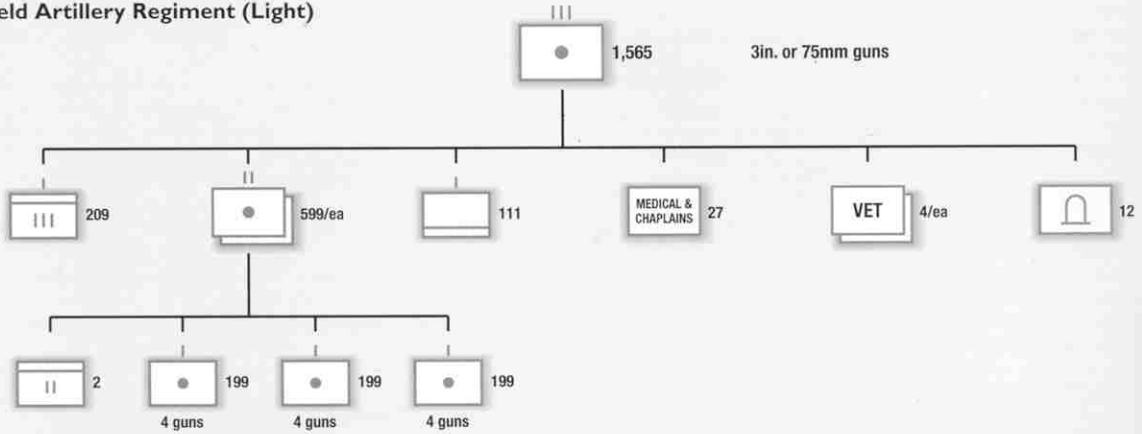 eld Artillery Regiment (Light)
III
1,565
3in. or 75mm guns
I
III
209
II
599/ea
I
111
MEDICAL &
CHAPLAINS
27
VET
4/ea
12
II
2
I
199
4 guns
I
199
4 guns
I
199
4 guns